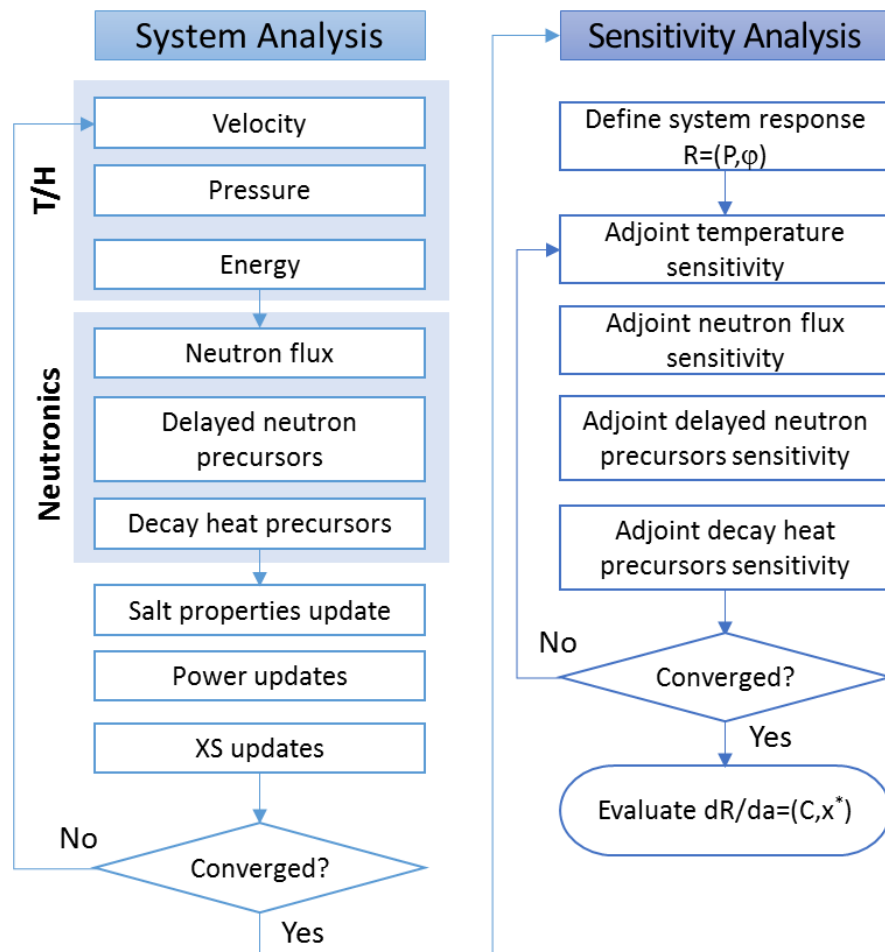 System Analysis
T/H
Velocity
Pressure
Energy
Neutronics
Neutron flux
Delayed neutron
precursors
Decay heat precursors
Salt properties update
Power updates
XS updates
No
Converged?
Yes
Sensitivity Analysis
Define system response
R=(P,φ)
Adjoint temperature
sensitivity
Adjoint neutron flux
sensitivity
Adjoint delayed neutron
precursors sensitivity
Adjoint decay heat
precursors sensitivity
No
Converged?
Yes
Evaluate dR/da=(C,x*)